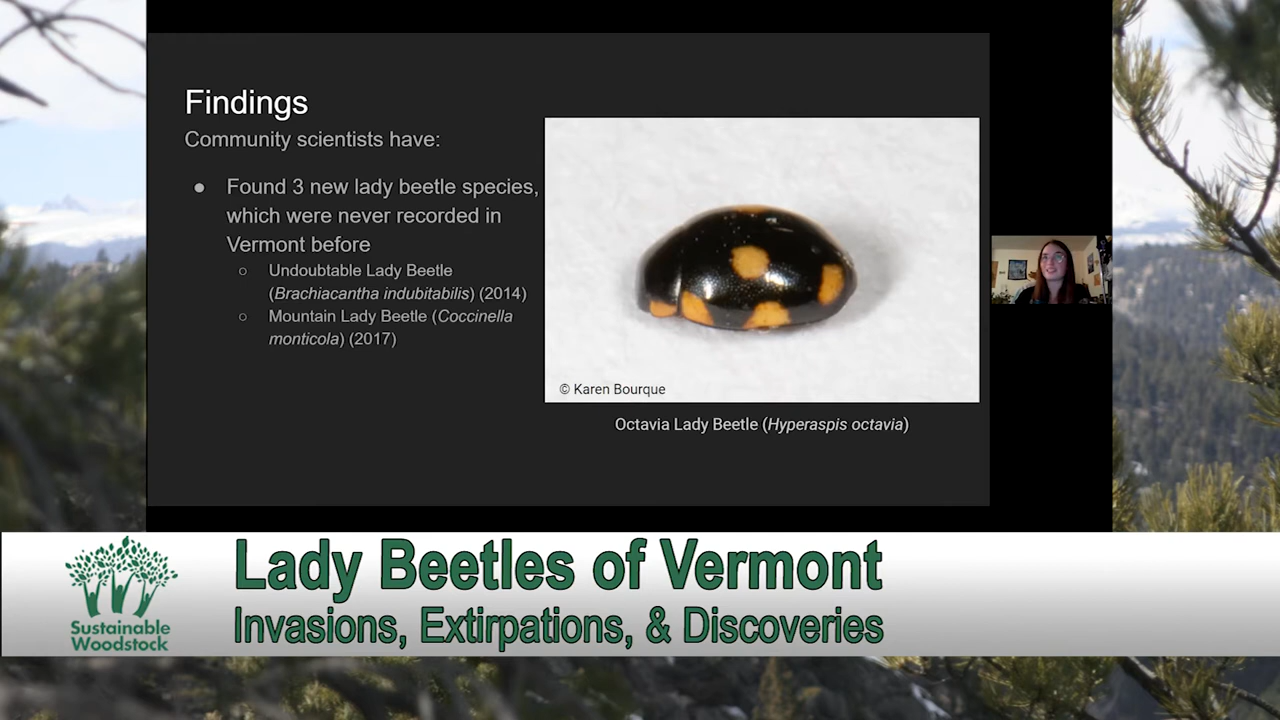 Findings
Community scientists have:
● Found 3 new lady beetle species,
which were never recorded in
Vermont before
○ Undoubtable Lady Beetle
(Brachiacantha indubitabilis) (2014)
○ Mountain Lady Beetle (Coccinella
monticola) (2017)
© Karen Bourque
Octavia Lady Beetle (Hyperaspis octavia)
Sustainable
Woodstock
Lady Beetles of Vermont
Invasions, Extirpations, & Discoveries